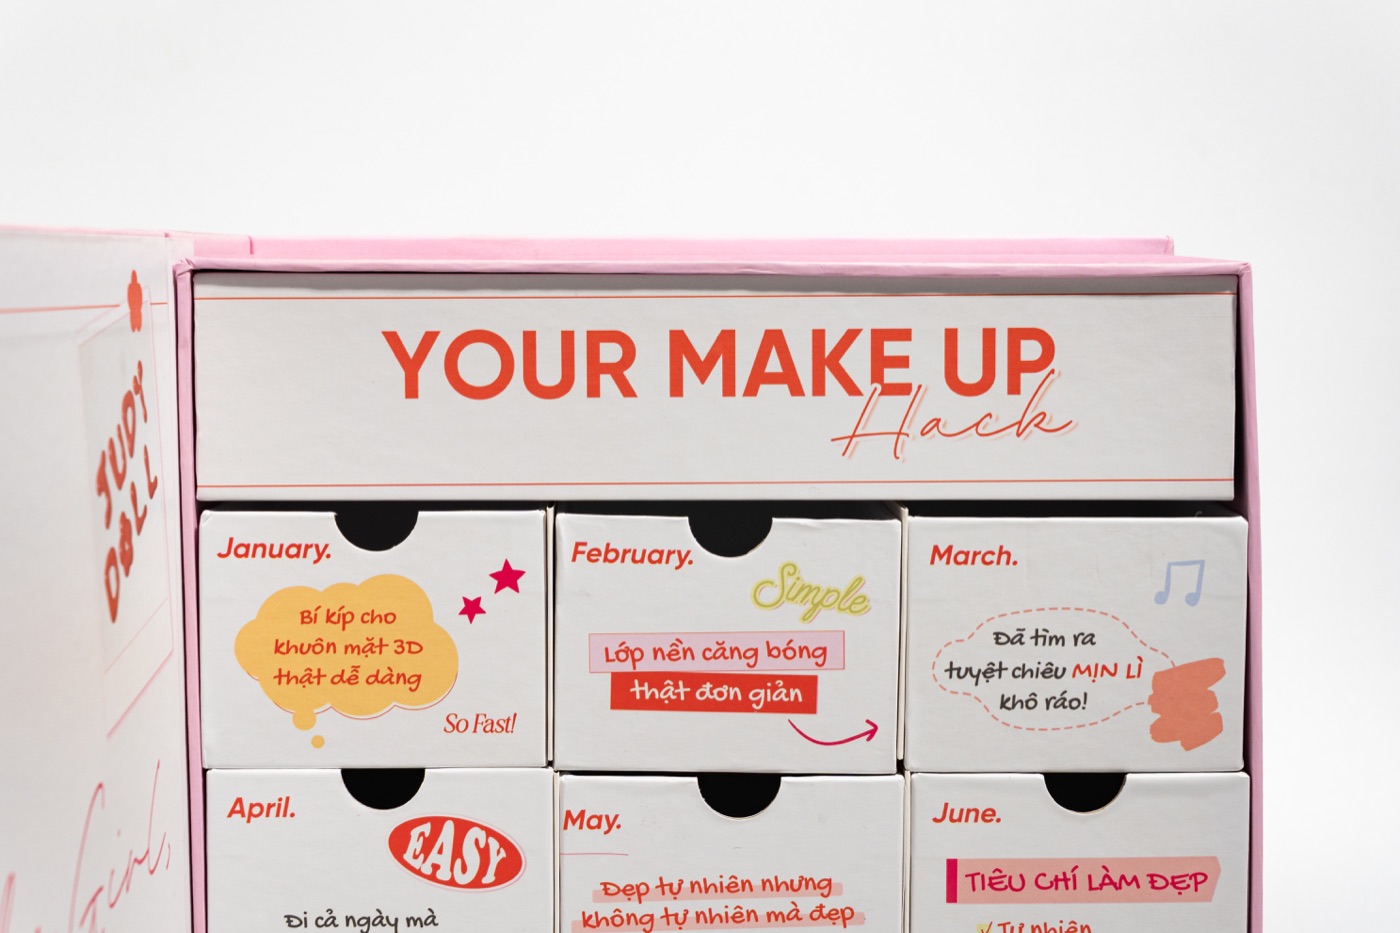 JUDY
DOLL
Girl,
YOUR MAKE UP
Hack
January.
Bí kíp cho
khuôn mặt 3D
thật dễ dàng
So Fast!
February.
Simple
Lớp nền căng bóng
thật đơn giản
March.
Đã tìm ra
tuyệt chiêu MỊN LÌ
khô ráo!
April.
EASY
Đi cả ngày mà
May.
Đẹp tự nhiên nhưng
không tự nhiên mà đẹp
June.
TIÊU CHÍ LÀM ĐẸP
Tự nhiên